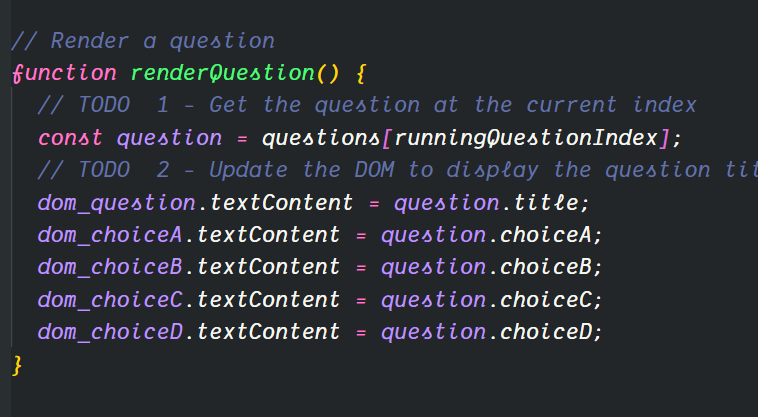 // Render a question
function renderQuestion() {
// TODO  1 - Get the question at the current index
const question = questions[runningQuestionIndex];
// TODO  2 - Update the DOM to display the question tit
dom_question.textContent = question.title;
dom_choiceA.textContent = question.choiceA;
dom_choiceB.textContent = question.choiceB;
dom_choiceC.textContent = question.choiceC;
dom_choiceD.textContent = question.choiceD;
}